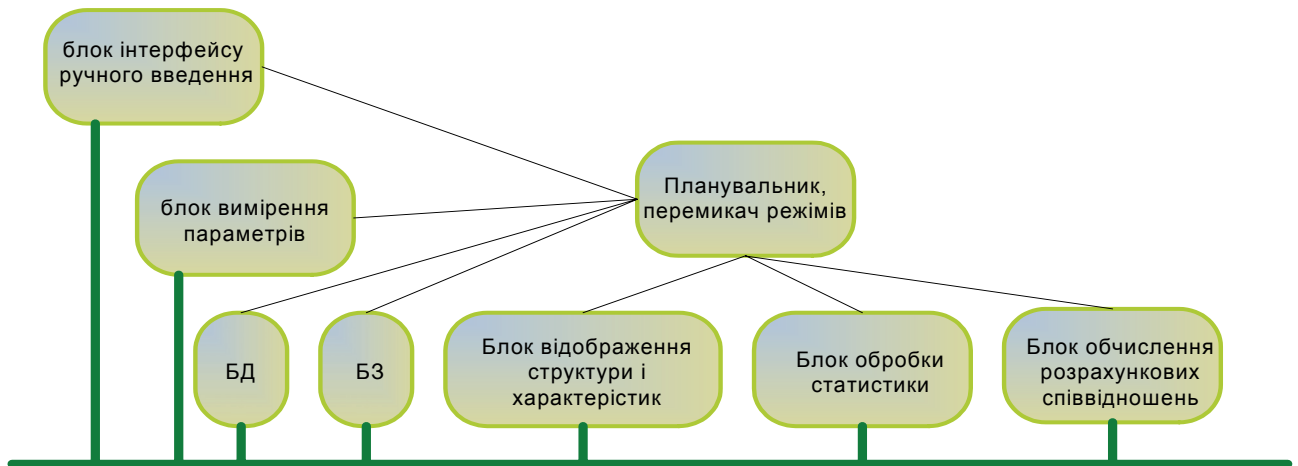 блок інтерфейсу
ручного введення
блок вимірення
параметрів
Планувальник,
перемикач режімів
БД
БЗ
Блок відображення
структури і
характерістик
Блок обробки
статистики
Блок обчислення
розрахункових
співвідношень